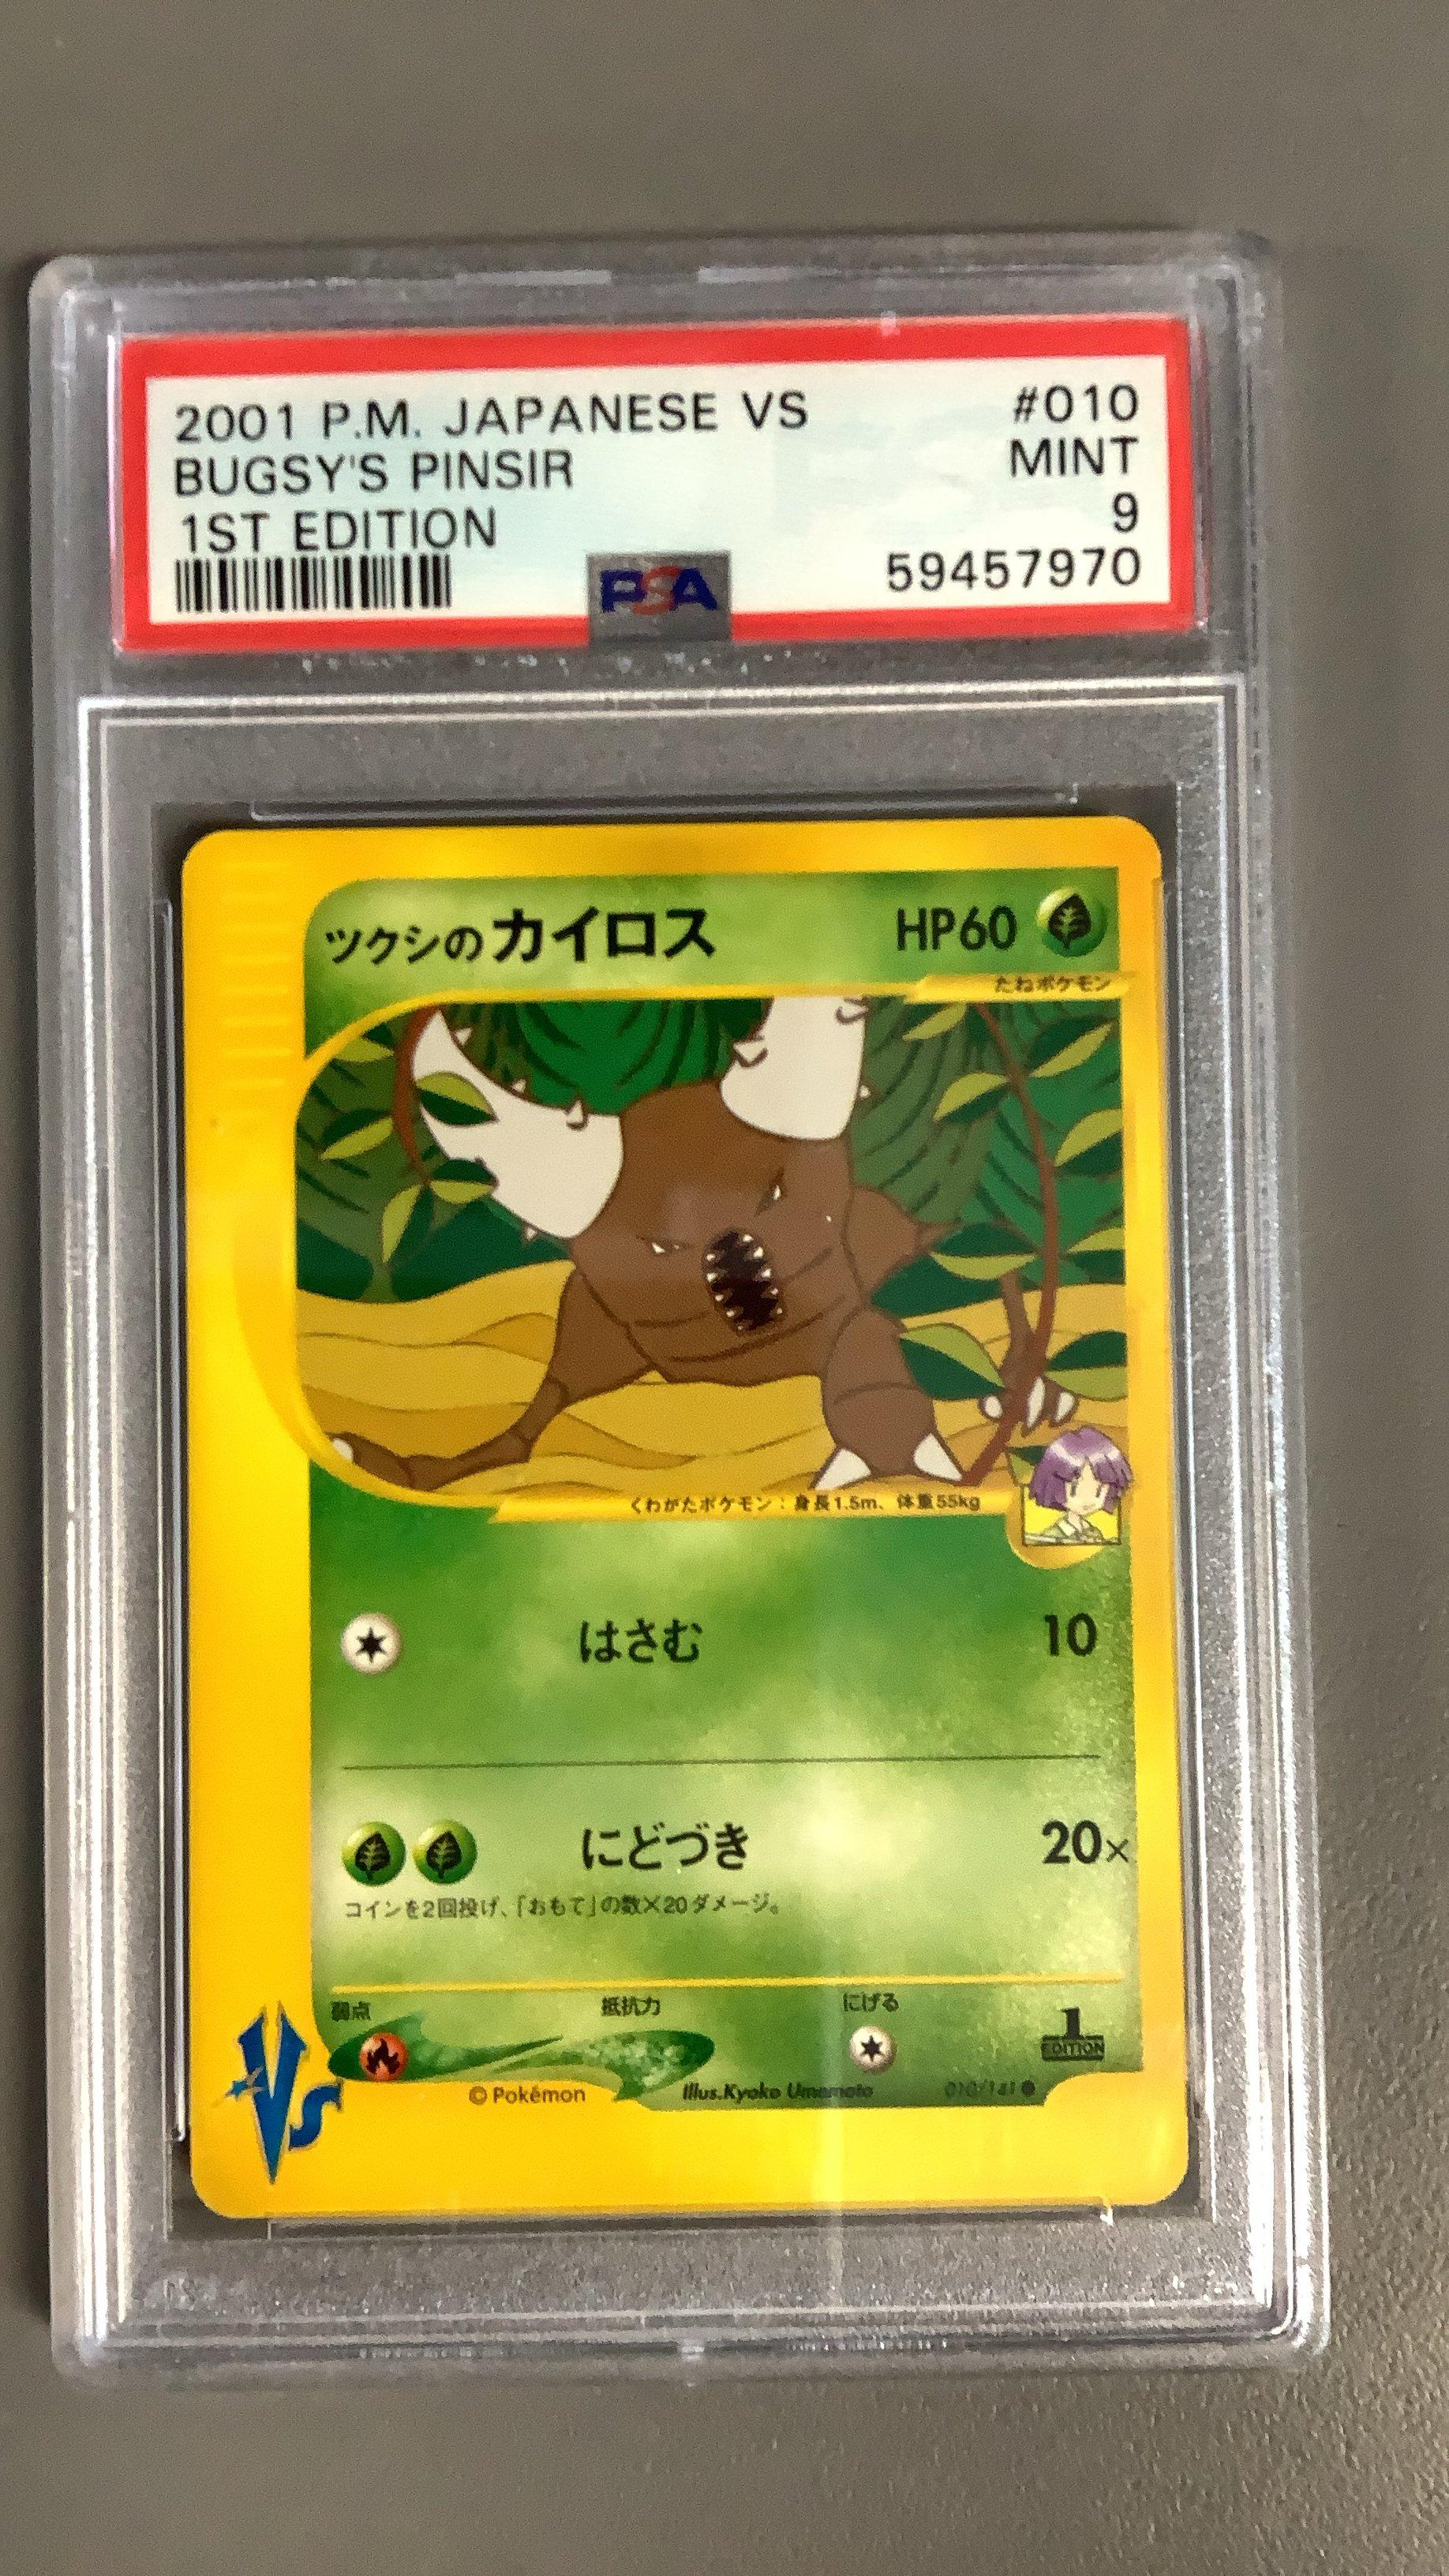 2001 P.M. JAPANESE VS #010
BUGSY'S PINSIR MINT
1ST EDITION 9
PSA 59457970
ツクシのカイロス HP60
たねポケモン
くわがたポケモン：身長1.5m、体重55kg
はさむ 10
にどづき 20×
コインを2回投げ、「おもて」の数×20ダメージ。
弱点 抵抗力 にげる
1
EDITION
VS
© Pokémon Illus.Kyoko Umemoto 010/141